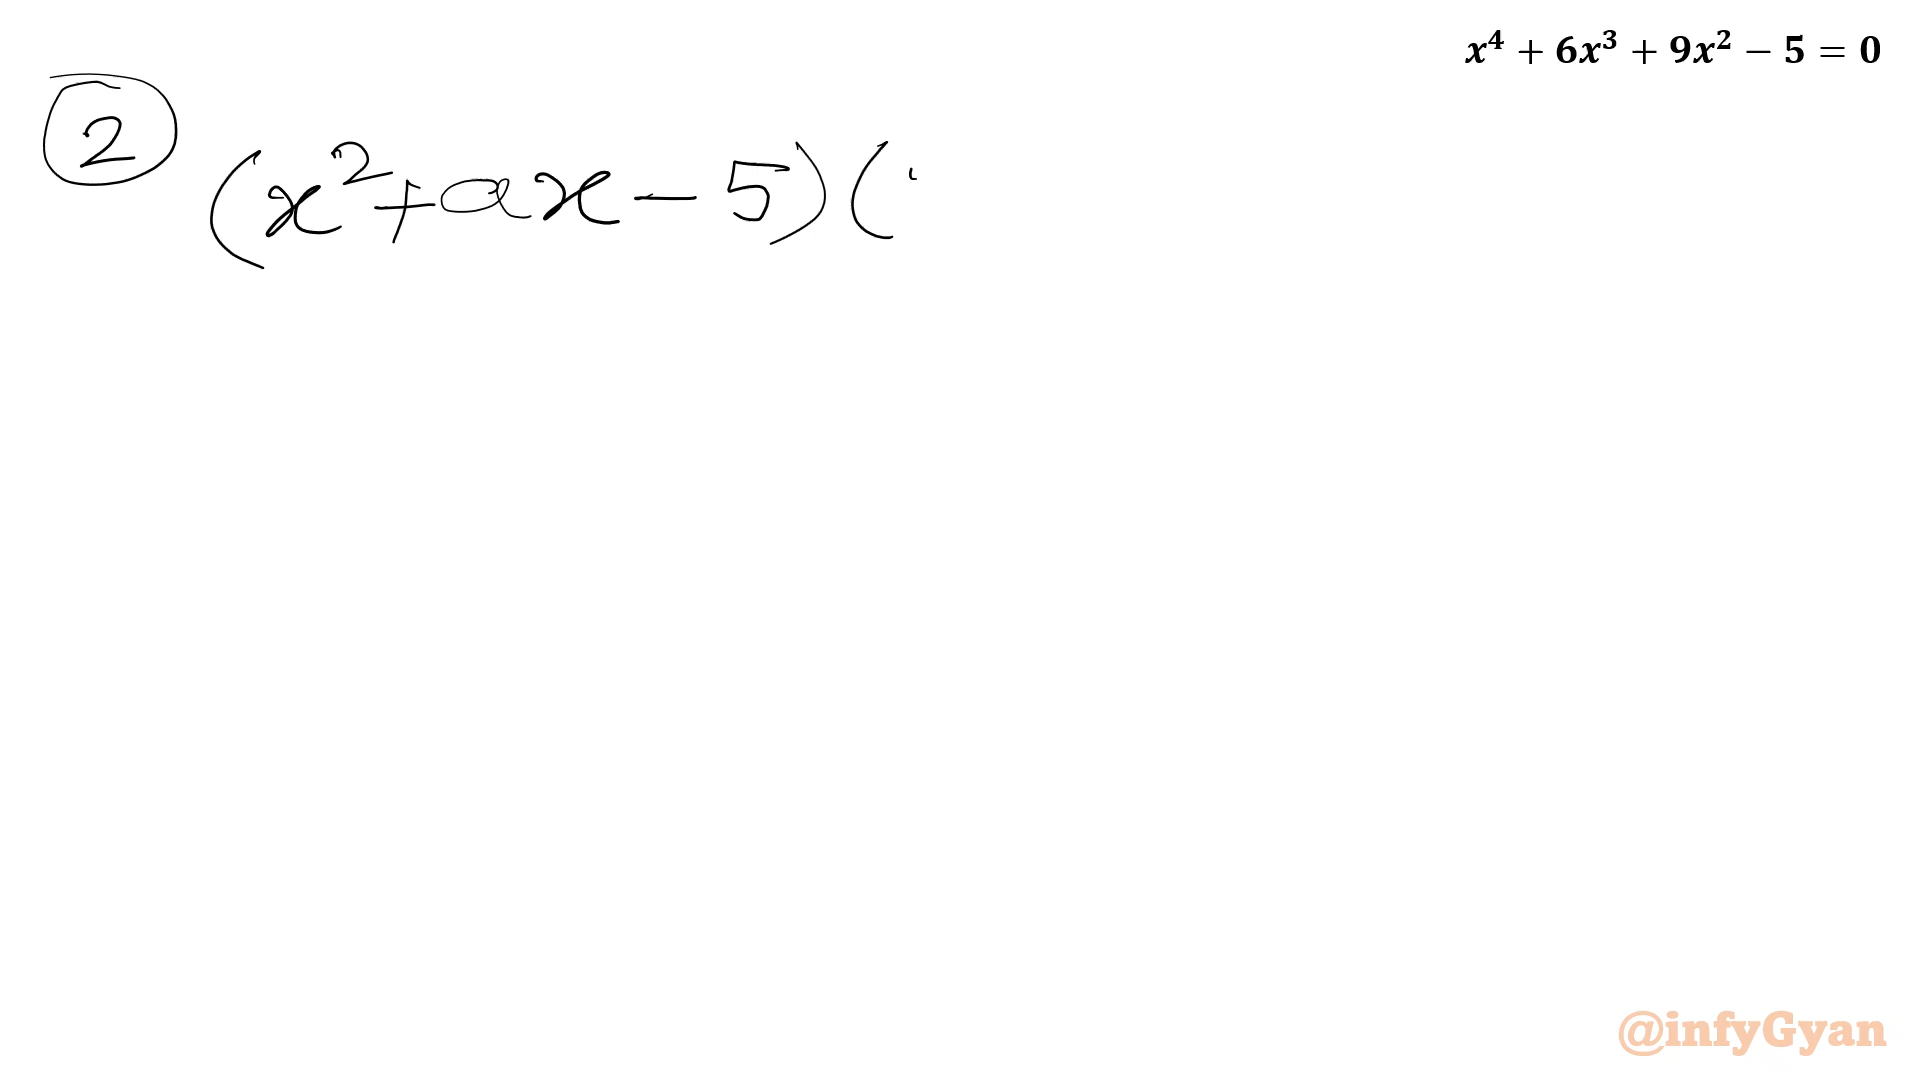 x⁴ + 6x³ + 9x² − 5 = 0
2
(x²+ax−5)(
@infyGyan